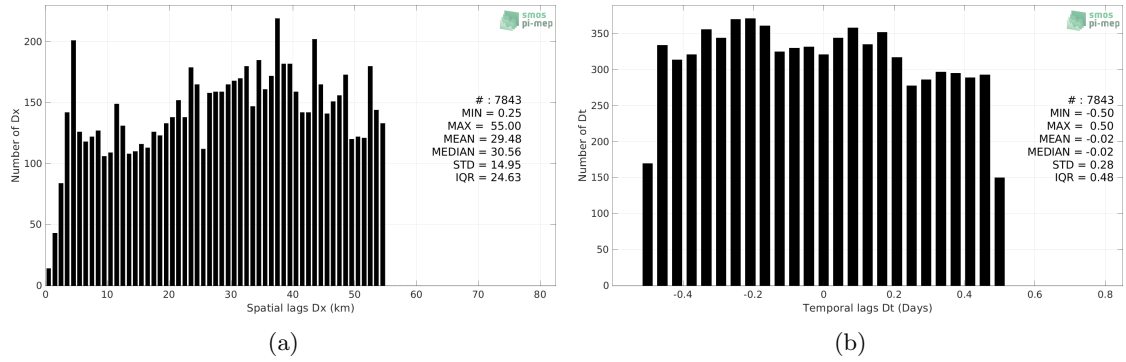 smos
pi-mep
Number of Dx
200
150
100
50
0
# : 7843
MIN = 0.25
MAX = 55.00
MEAN = 29.48
MEDIAN = 30.56
STD = 14.95
IQR = 24.63
0 10 20 30 40 50 60 70 80
Spatial lags Dx (km)
(a)
smos
pi-mep
Number of Dt
350
300
250
200
150
100
50
0
# : 7843
MIN = -0.50
MAX = 0.50
MEAN = -0.02
MEDIAN = -0.02
STD = 0.28
IQR = 0.48
-0.4 -0.2 0 0.2 0.4 0.6 0.8
Temporal lags Dt (Days)
(b)